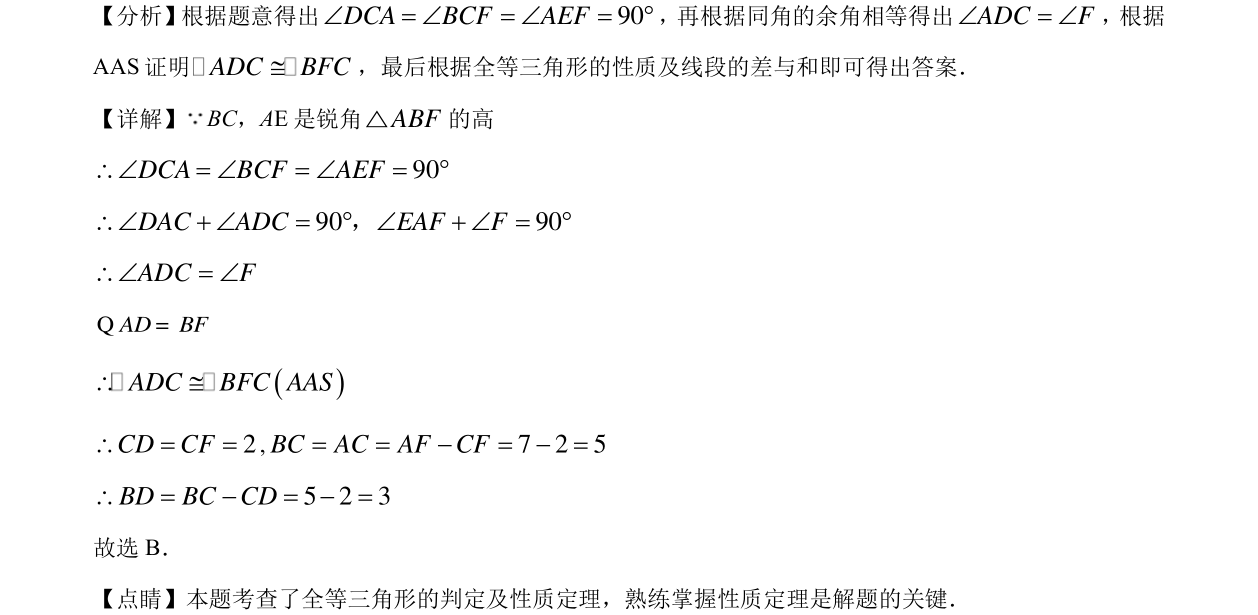 【分析】根据题意得出∠DCA=∠BCF=∠AEF=90°，再根据同角的余角相等得出∠ADC=∠F，根据
AAS证明□ADC≅□BFC，最后根据全等三角形的性质及线段的差与和即可得出答案．
【详解】∵BC，AE是锐角△ABF的高
∴∠DCA=∠BCF=∠AEF=90°
∴∠DAC+∠ADC=90°，∠EAF+∠F=90°
∴∠ADC=∠F
Q AD= BF
∴□ADC≅□BFC(AAS)
∴CD=CF=2,BC=AC=AF−CF=7−2=5
∴BD=BC−CD=5−2=3
故选B．
【点睛】本题考查了全等三角形的判定及性质定理，熟练掌握性质定理是解题的关键．